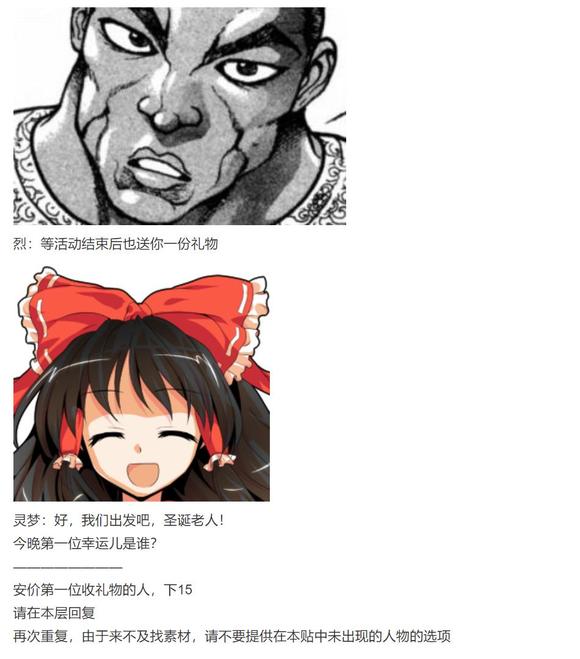 烈：等活动结束后也送你一份礼物
灵梦：好，我们出发吧，圣诞老人！
今晚第一位幸运儿是谁？
————————
安价第一位收礼物的人，下15
请在本层回复
再次重复，由于来不及找素材，请不要提供在本贴中未出现的人物的选项